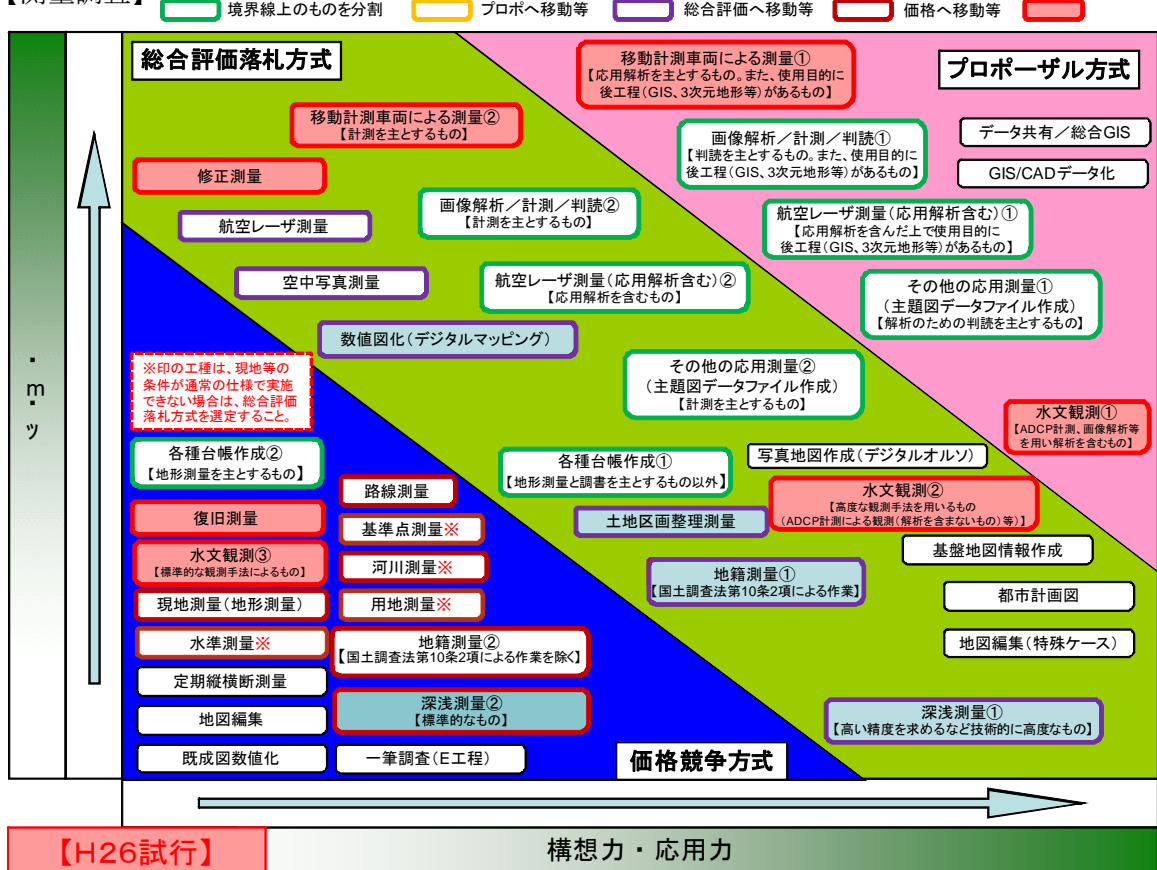 境界線上のものを分割
プロポへ移動等
総合評価へ移動等
価格へ移動等
総合評価落札方式
プロポーザル方式
移動計測車両による測量①
【応用解析を主とするもの。また、使用目的に
後工程(GIS、3次元地形等)があるもの】
移動計測車両による測量②
【計測を主とするもの】
画像解析／計測／判読①
【判読を主とするもの。また、使用目的に
後工程(GIS、3次元地形等)があるもの】
データ共有／総合GIS
GIS/CADデータ化
修正測量
画像解析／計測／判読②
【計測を主とするもの】
航空レーザ測量
航空レーザ測量(応用解析含む)①
【応用解析を含んだ上で使用目的に
後工程(GIS、3次元地形等)があるもの】
空中写真測量
航空レーザ測量(応用解析含む)②
【応用解析を含むもの】
その他の応用測量①
(主題図データファイル作成)
【解析のための判読を主とするもの】
数値図化(デジタルマッピング)
※印の工種は、現地等の
条件が通常の仕様で実施
できない場合は、総合評価
落札方式を選定すること。
その他の応用測量②
(主題図データファイル作成)
【計測を主とするもの】
水文観測①
【ADCP計測、画像解析等
を用い解析を含むもの】
各種台帳作成②
【地形測量を主とするもの】
各種台帳作成①
【地形測量と調書を主とするもの以外】
写真地図作成(デジタルオルソ)
路線測量
水文観測②
【高度な観測手法を用いるもの
(ADCP計測による観測(解析を含まないもの)等)】
復旧測量
基準点測量※
土地区画整理測量
水文観測③
【標準的な観測手法によるもの】
河川測量※
基盤地図情報作成
地籍測量①
【国土調査法第10条2項による作業】
現地測量(地形測量)
用地測量※
都市計画図
水準測量※
地籍測量②
【国土調査法第10条2項による作業を除く】
地図編集(特殊ケース)
定期縦横断測量
深浅測量②
【標準的なもの】
地図編集
深浅測量①
【高い精度を求めるなど技術的に高度なもの】
既成図数値化
一筆調査(E工程)
価格競争方式
【H26試行】
構想力・応用力